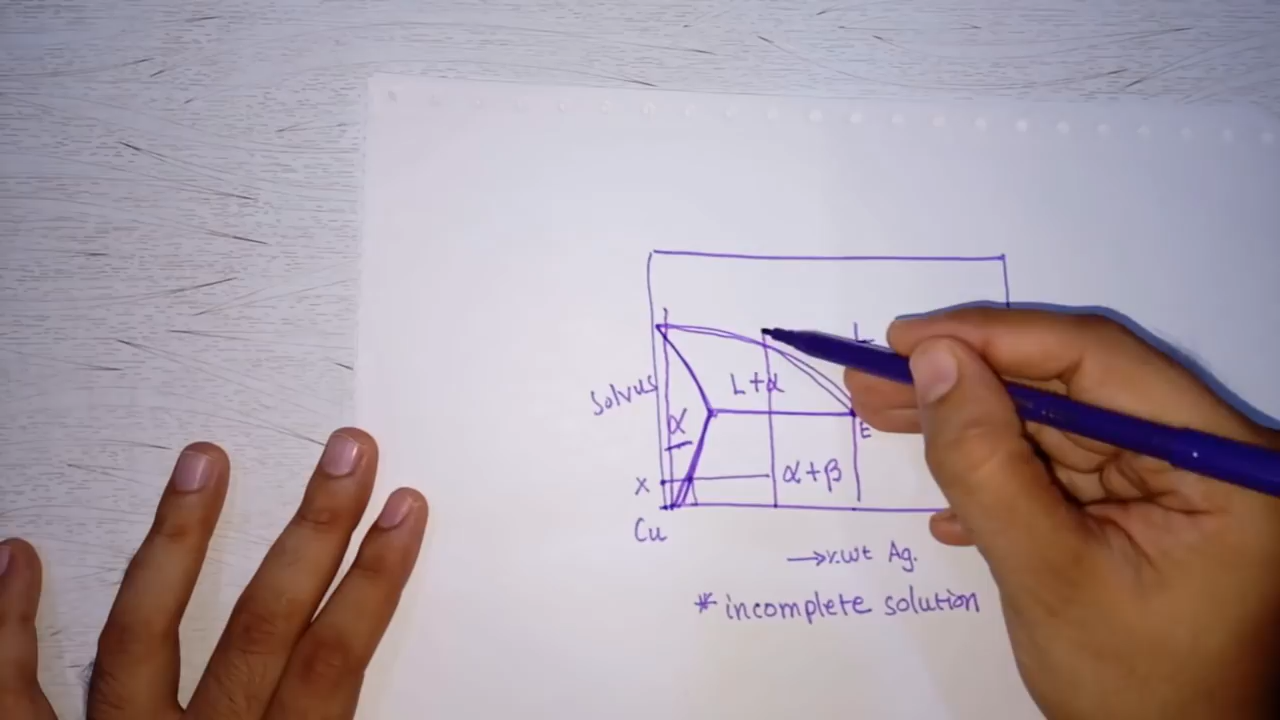 L
L+α
Solvus
α
E
α+β
X
Cu
→%wt Ag.
* incomplete solution